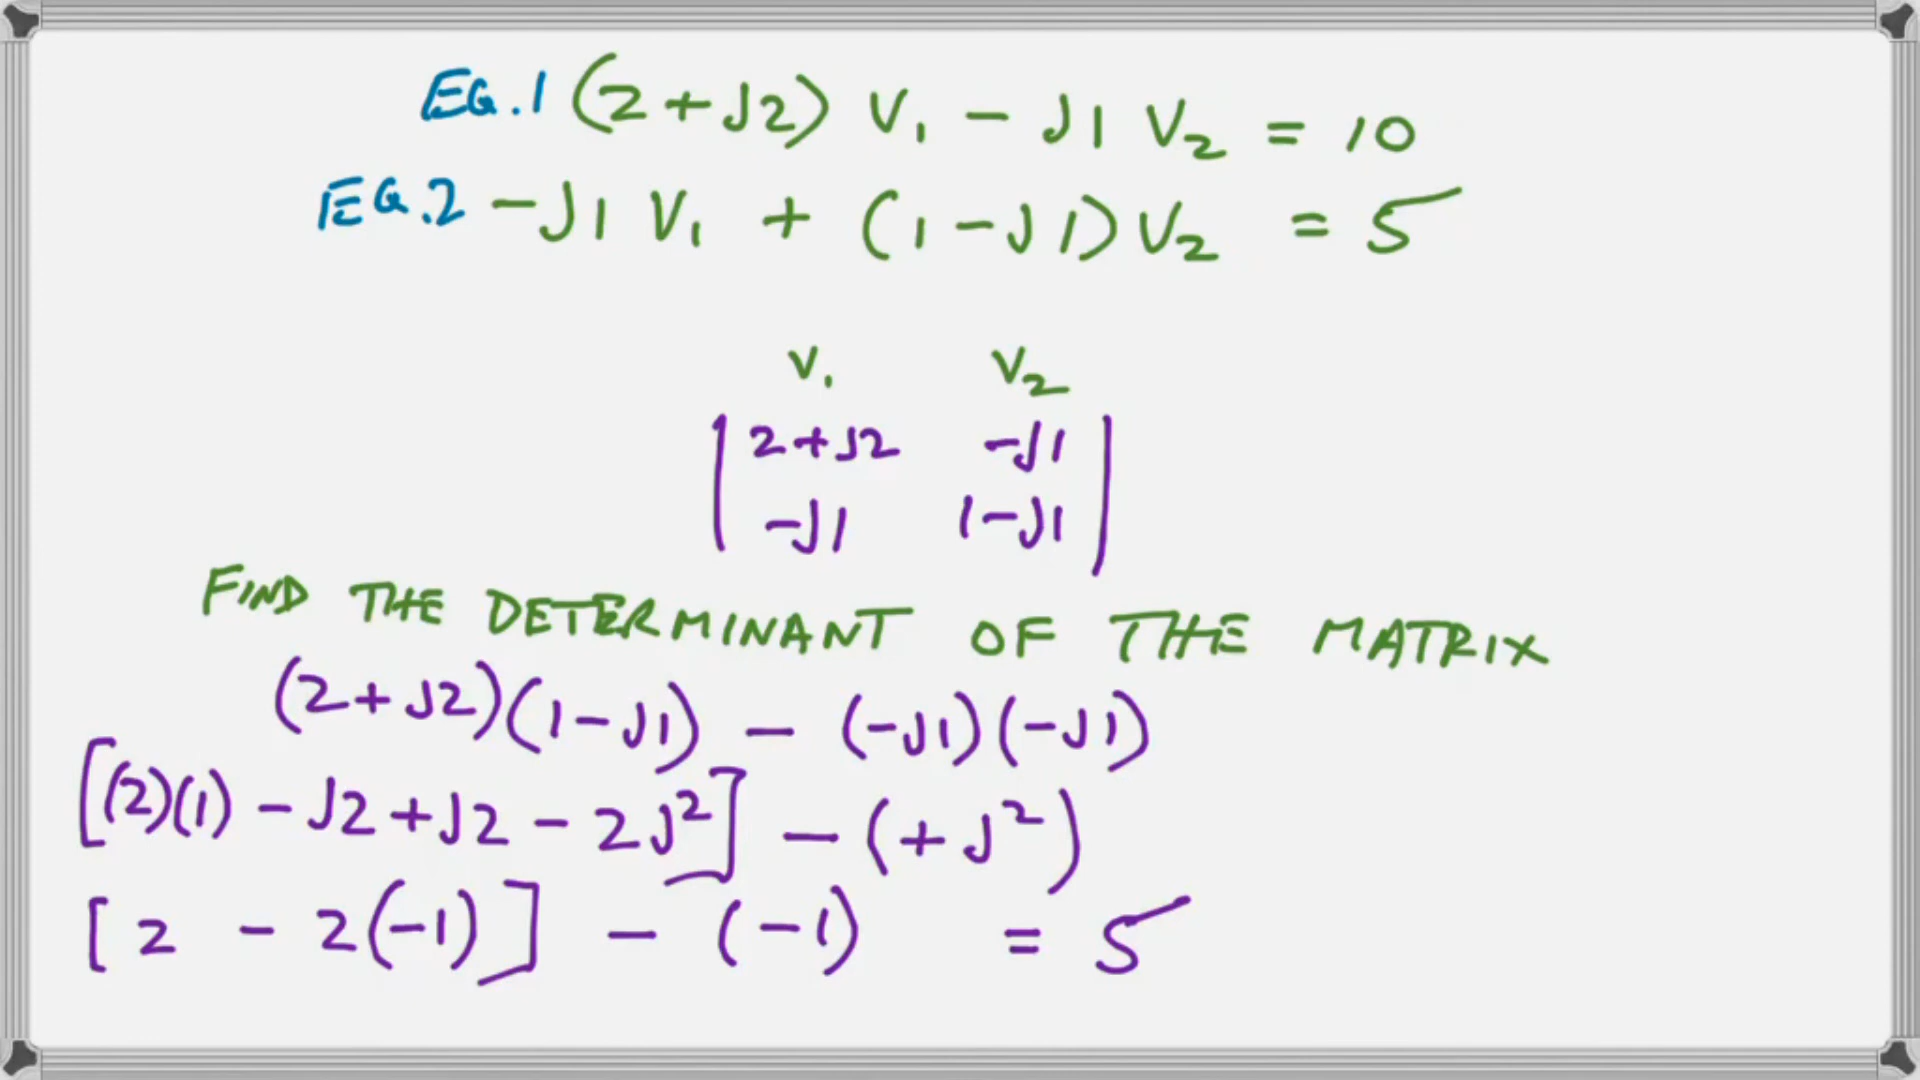 EQ.1 (2+J2) V₁ - J1 V₂ = 10
EQ.2 -J1 V₁ + (1-J1) V₂ = 5
V₁ V₂
| 2+J2 -J1 |
| -J1 1-J1 |
FIND THE DETERMINANT OF THE MATRIX
(2+J2)(1-J1) - (-J1)(-J1)
[(2)(1) - J2 + J2 - 2J²] - (+J²)
[2 - 2(-1)] - (-1) = 5